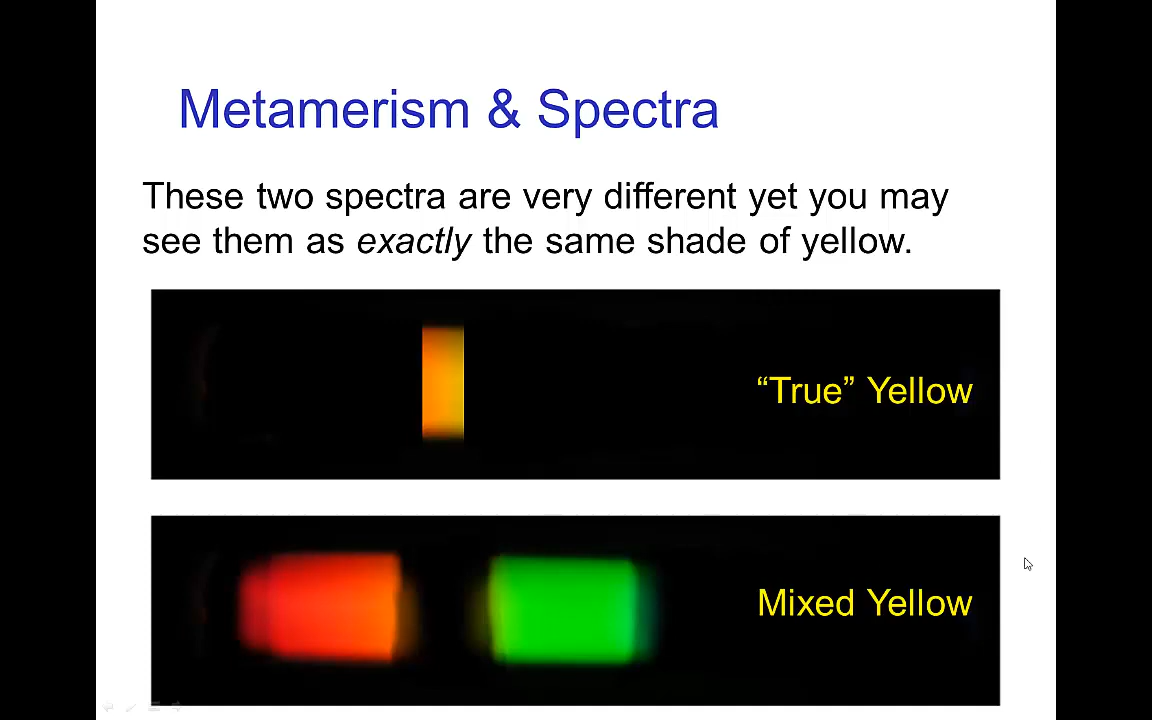 Metamerism & Spectra
These two spectra are very different yet you may
see them as exactly the same shade of yellow.
“True” Yellow
Mixed Yellow